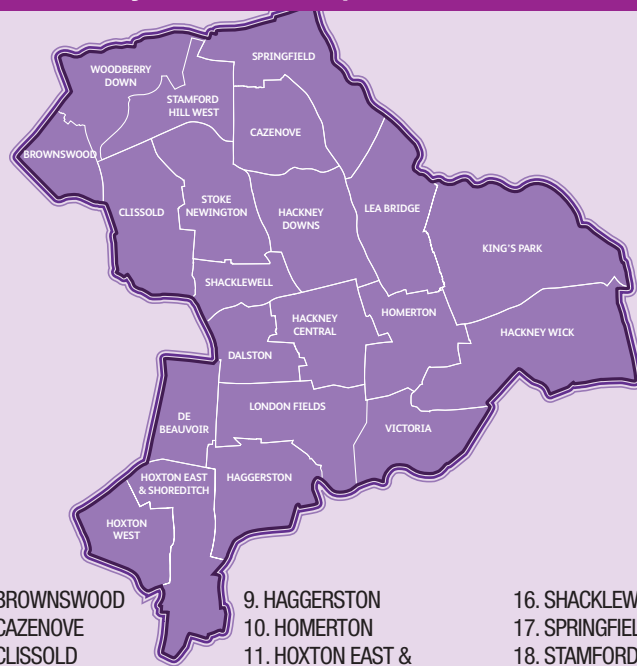 SPRINGFIELD
WOODBERRY
DOWN
STAMFORD
HILL WEST
CAZENOVE
BROWNSWOOD
CLISSOLD
STOKE
NEWINGTON
HACKNEY
DOWNS
LEA BRIDGE
KING'S PARK
SHACKLEWELL
HACKNEY
CENTRAL
HOMERTON
HACKNEY WICK
DALSTON
LONDON FIELDS
DE
BEAUVOIR
VICTORIA
HOXTON EAST
& SHOREDITCH
HAGGERSTON
HOXTON
WEST
BROWNSWOOD
CAZENOVE
CLISSOLD
9. HAGGERSTON
10. HOMERTON
11. HOXTON EAST &
16. SHACKLEW
17. SPRINGFIEL
18. STAMFORD